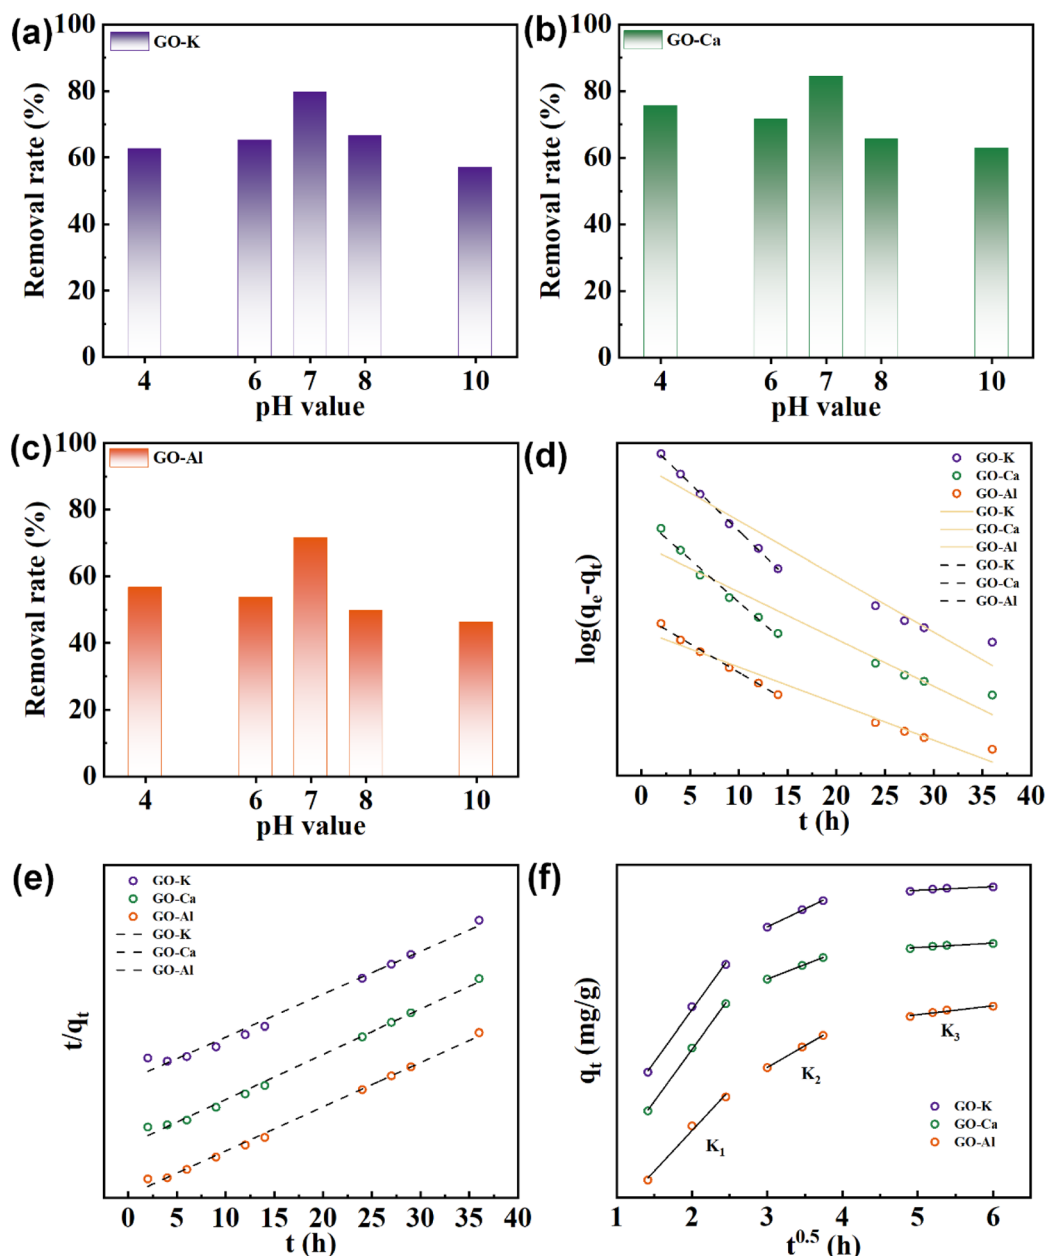 (a)
GO-K
Removal rate (%)
100
80
60
40
20
0
4 6 7 8 10
pH value
(b)
GO-Ca
Removal rate (%)
100
80
60
40
20
0
4 6 7 8 10
pH value
(c)
GO-Al
Removal rate (%)
100
80
60
40
20
0
4 6 7 8 10
pH value
(d)
GO-K
GO-Ca
GO-Al
GO-K
GO-Ca
GO-Al
GO-K
GO-Ca
GO-Al
log(qe-qt)
0 5 10 15 20 25 30 35 40
t (h)
(e)
GO-K
GO-Ca
GO-Al
GO-K
GO-Ca
GO-Al
t/qt
0 5 10 15 20 25 30 35 40
t (h)
(f)
qt (mg/g)
K1
K2
K3
GO-K
GO-Ca
GO-Al
1 2 3 4 5 6
t^0.5 (h)